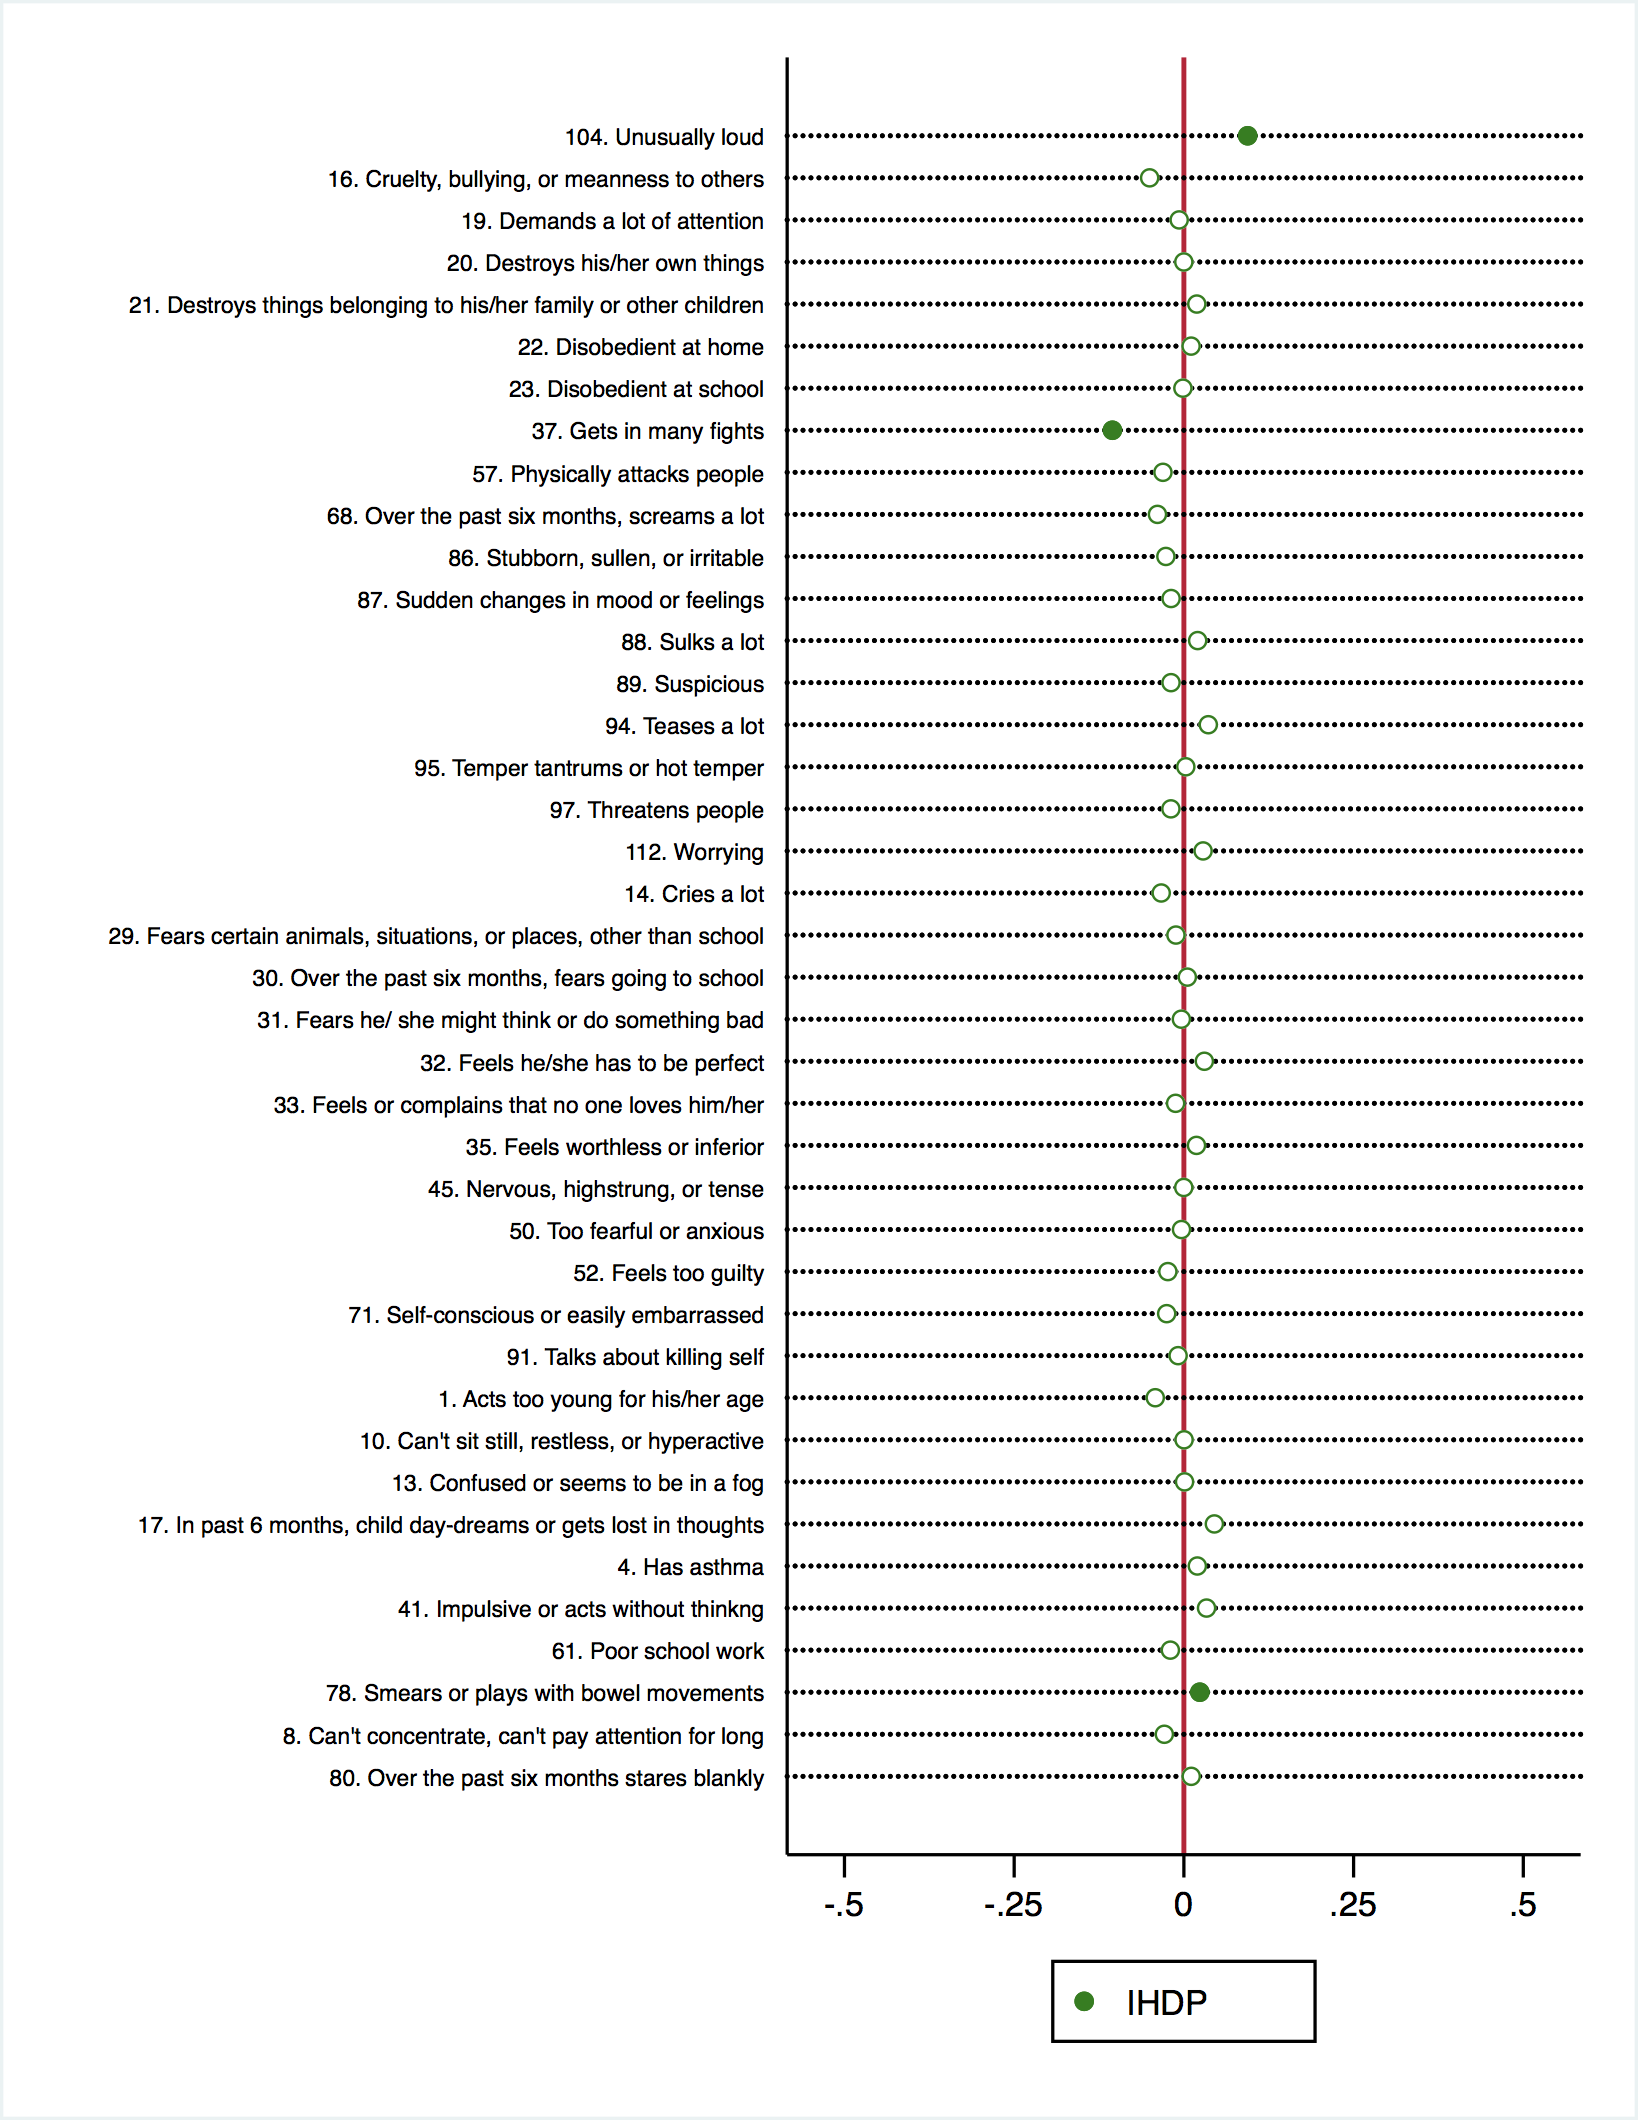 104. Unusually loud
16. Cruelty, bullying, or meanness to others
19. Demands a lot of attention
20. Destroys his/her own things
21. Destroys things belonging to his/her family or other children
22. Disobedient at home
23. Disobedient at school
37. Gets in many fights
57. Physically attacks people
68. Over the past six months, screams a lot
86. Stubborn, sullen, or irritable
87. Sudden changes in mood or feelings
88. Sulks a lot
89. Suspicious
94. Teases a lot
95. Temper tantrums or hot temper
97. Threatens people
112. Worrying
14. Cries a lot
29. Fears certain animals, situations, or places, other than school
30. Over the past six months, fears going to school
31. Fears he/ she might think or do something bad
32. Feels he/she has to be perfect
33. Feels or complains that no one loves him/her
35. Feels worthless or inferior
45. Nervous, highstrung, or tense
50. Too fearful or anxious
52. Feels too guilty
71. Self-conscious or easily embarrassed
91. Talks about killing self
1. Acts too young for his/her age
10. Can't sit still, restless, or hyperactive
13. Confused or seems to be in a fog
17. In past 6 months, child day-dreams or gets lost in thoughts
4. Has asthma
41. Impulsive or acts without thinkng
61. Poor school work
78. Smears or plays with bowel movements
8. Can't concentrate, can't pay attention for long
80. Over the past six months stares blankly
-.5 -.25 0 .25 .5
IHDP